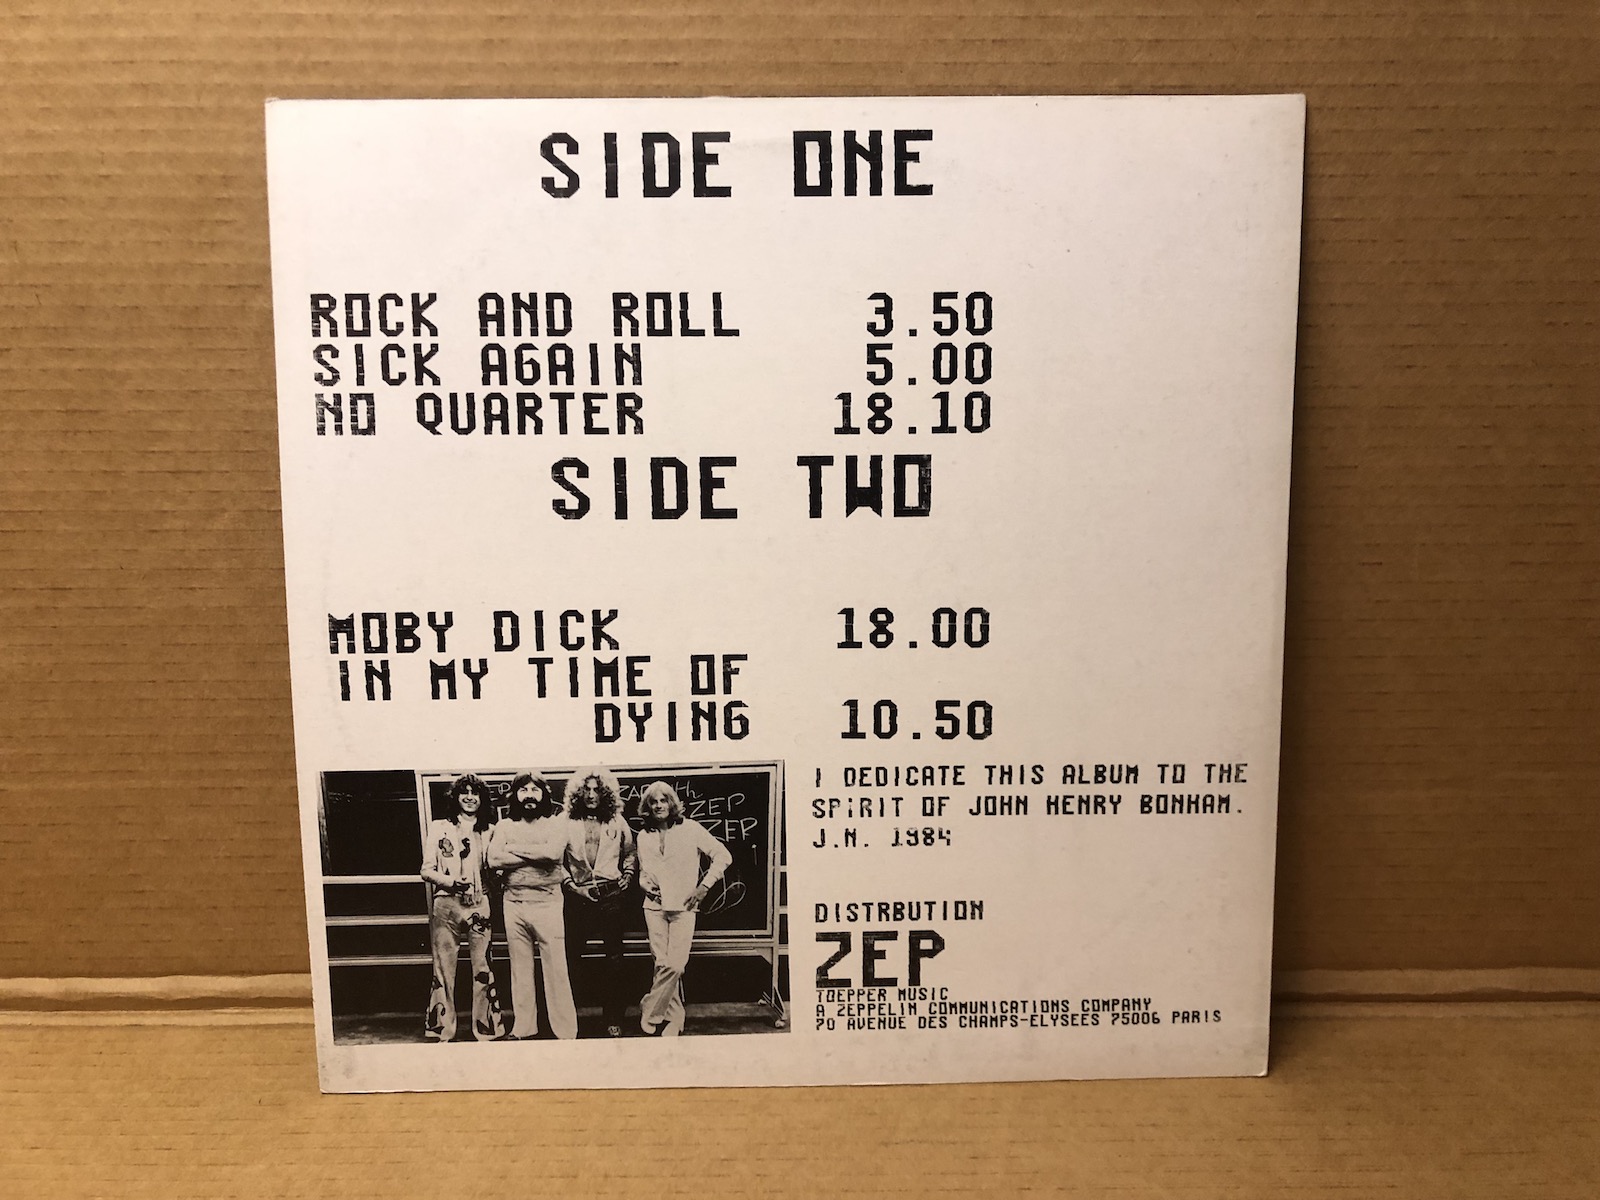 SIDE ONE
ROCK AND ROLL 3.50
SICK AGAIN 5.00
NO QUARTER 18.10
SIDE TWO
MOBY DICK 18.00
IN MY TIME OF
DYING 10.50
ZEP
ZEP
I DEDICATE THIS ALBUM TO THE
SPIRIT OF JOHN HENRY BONHAM.
J.N. 1984
DISTRBUTION
ZEP
TOEPPER MUSIC
A ZEPPELIN COMMUNICATIONS COMPANY
70 AVENUE DES CHAMPS-ELYSEES 75006 PARIS